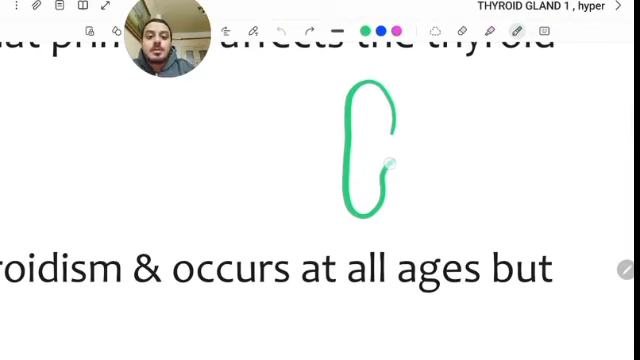 THYROID GLAND 1 , hyper
affects the thyroid
roidism & occurs at all ages but